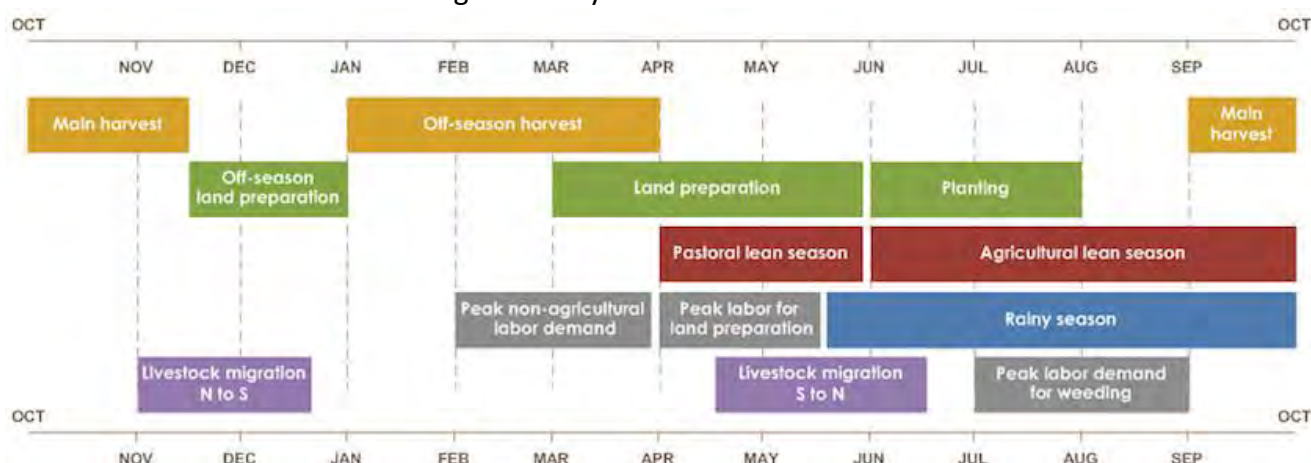 OCT OCT
NOV DEC JAN FEB MAR APR MAY JUN JUL AUG SEP
Main harvest
Off-season harvest
Main
harvest
Off-season
land preparation
Land preparation
Planting
Pastoral lean season
Agricultural lean season
Peak non-agricultural
labor demand
Peak labor for
land preparation
Rainy season
Livestock migration
N to S
Livestock migration
S to N
Peak labor demand
for weeding
OCT OCT
NOV DEC JAN FEB MAR APR MAY JUN JUL AUG SEP